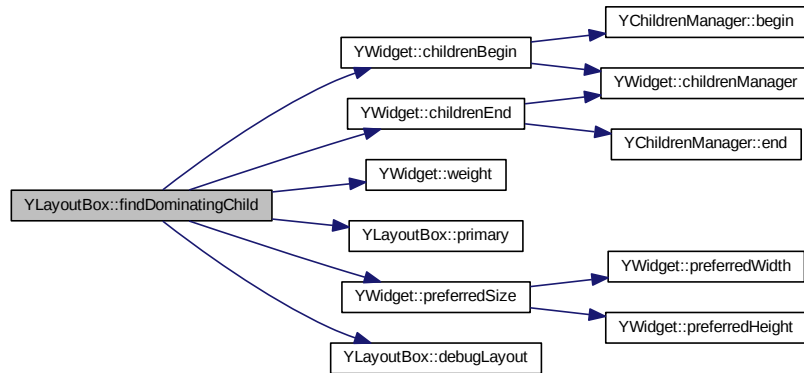 YLayoutBox::findDominatingChild
YWidget::childrenBegin
YWidget::childrenEnd
YWidget::weight
YLayoutBox::primary
YWidget::preferredSize
YLayoutBox::debugLayout
YChildrenManager::begin
YWidget::childrenManager
YChildrenManager::end
YWidget::preferredWidth
YWidget::preferredHeight